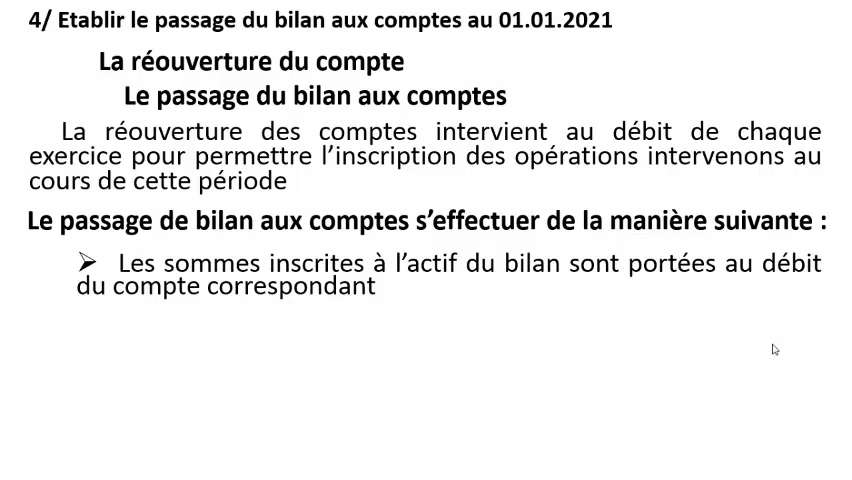 4/ Etablir le passage du bilan aux comptes au 01.01.2021
La réouverture du compte
Le passage du bilan aux comptes
La réouverture des comptes intervient au débit de chaque
exercice pour permettre l’inscription des opérations intervenons au
cours de cette période
Le passage de bilan aux comptes s’effectuer de la manière suivante :
➢ Les sommes inscrites à l’actif du bilan sont portées au débit
du compte correspondant